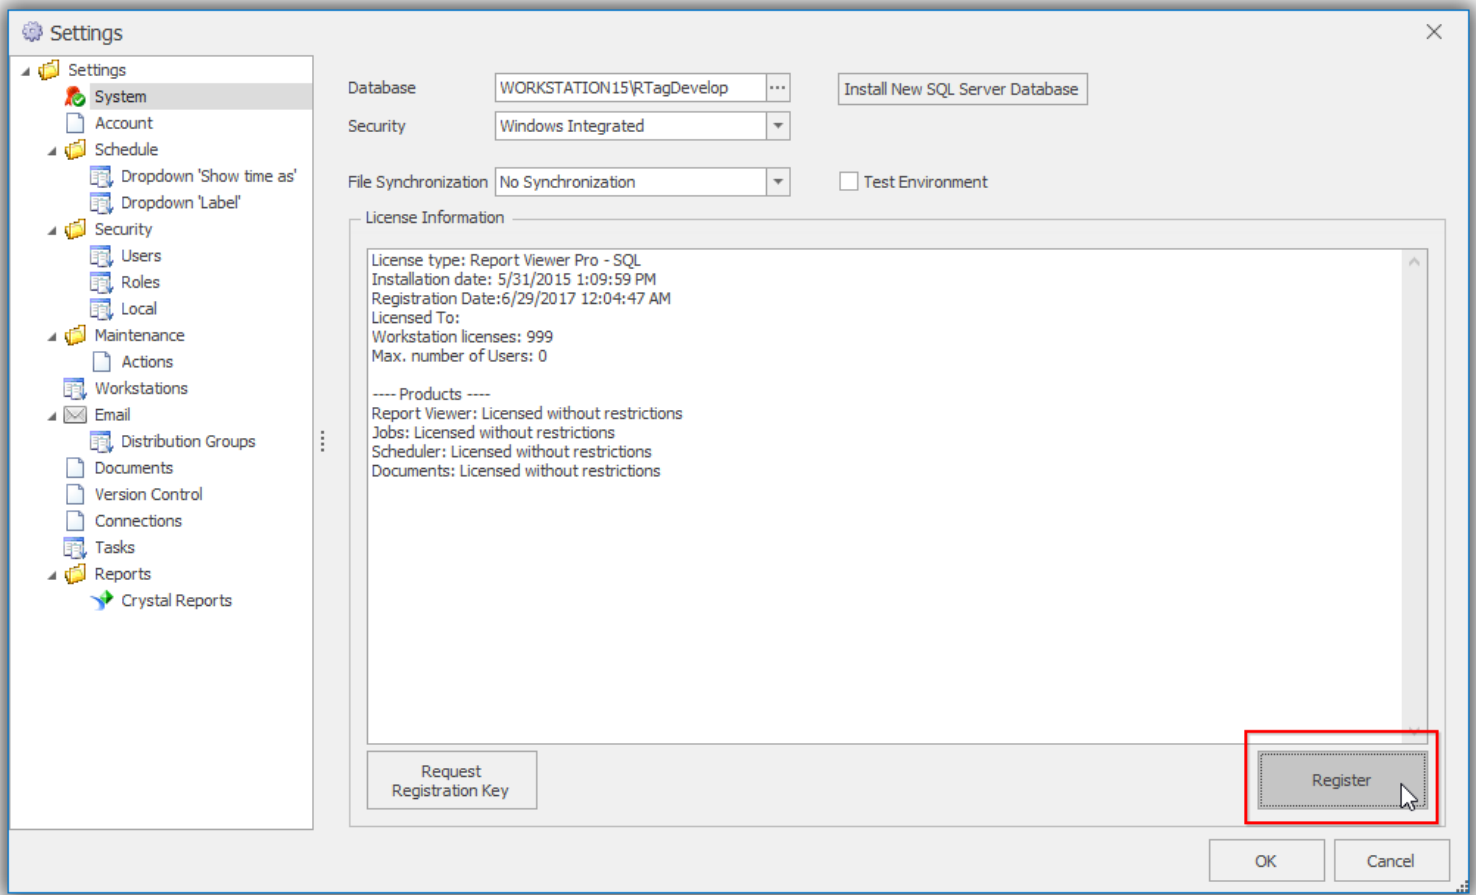 Settings
Settings
System
Account
Schedule
Dropdown 'Show time as'
Dropdown 'Label'
Security
Users
Roles
Local
Maintenance
Actions
Workstations
Email
Distribution Groups
Documents
Version Control
Connections
Tasks
Reports
Crystal Reports
Database WORKSTATION15\RTagDevelop ... Install New SQL Server Database
Security Windows Integrated
File Synchronization No Synchronization Test Environment
License Information
License type: Report Viewer Pro - SQL
Installation date: 5/31/2015 1:09:59 PM
Registration Date:6/29/2017 12:04:47 AM
Licensed To:
Workstation licenses: 999
Max. number of Users: 0
---- Products ----
Report Viewer: Licensed without restrictions
Jobs: Licensed without restrictions
Scheduler: Licensed without restrictions
Documents: Licensed without restrictions
Request
Registration Key
Register
OK Cancel